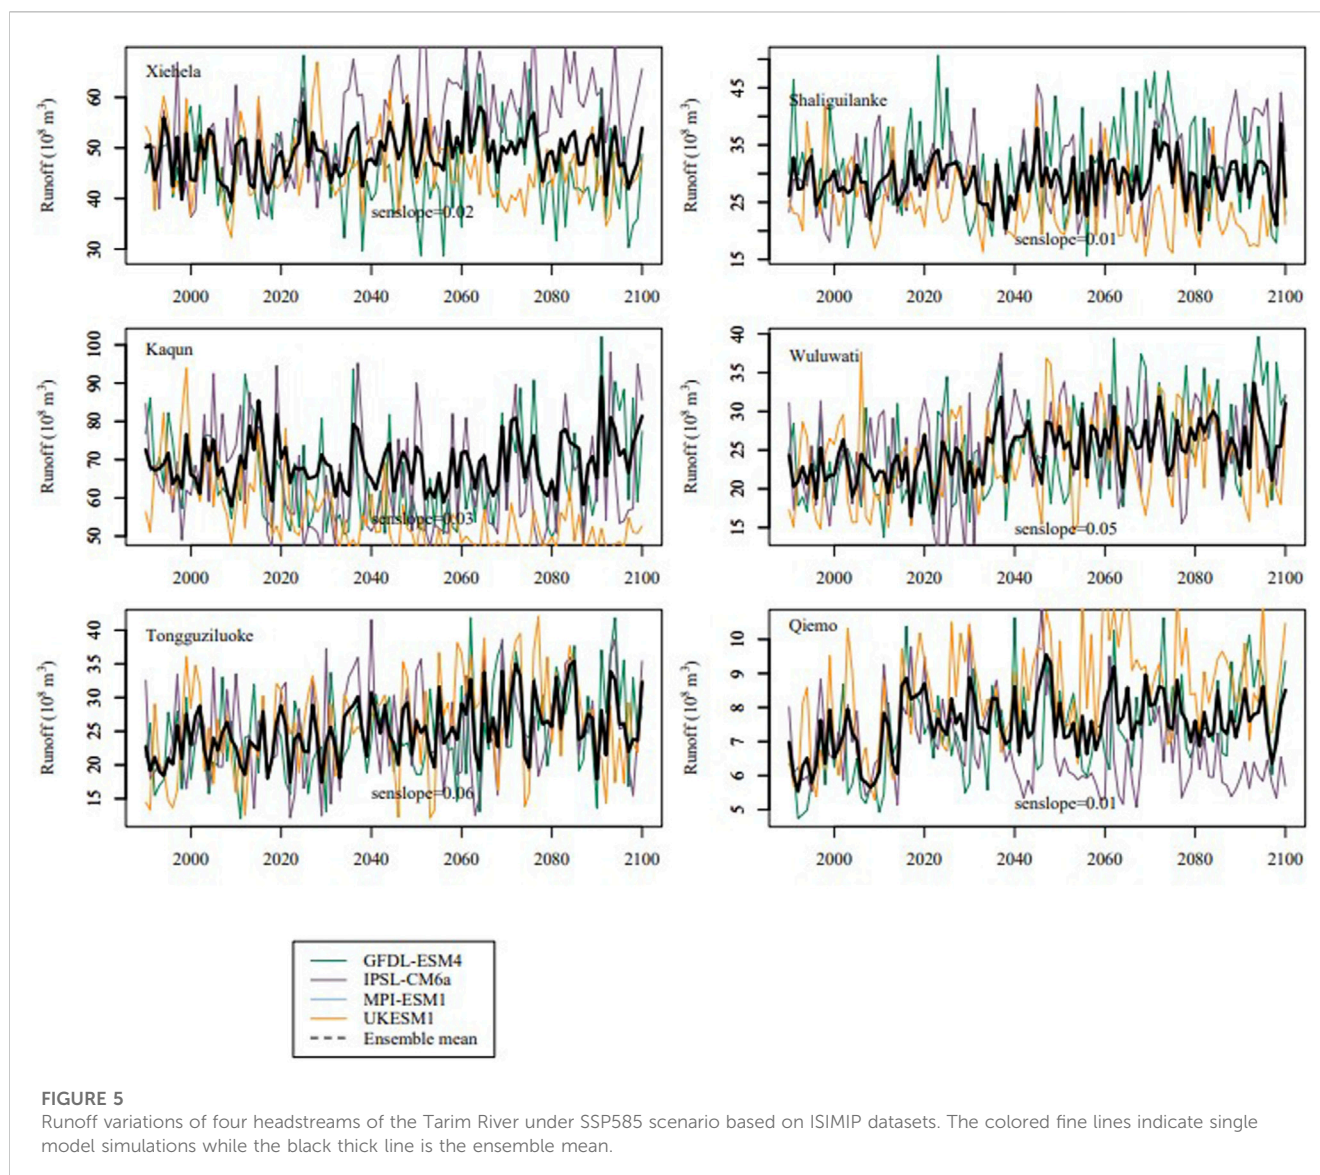 Xiehela
Runoff (10⁸ m³)
60
50
40
30
senslope=0.02
2000 2020 2040 2060 2080 2100
Shaliguilanke
Runoff (10⁸ m³)
45
35
25
15
senslope=0.01
2000 2020 2040 2060 2080 2100
Kaqun
Runoff (10⁸ m³)
100
90
80
70
60
50
senslope=0.03
2000 2020 2040 2060 2080 2100
Wuluwati
Runoff (10⁸ m³)
40
35
30
25
20
15
senslope=0.05
2000 2020 2040 2060 2080 2100
Tongguziluoke
Runoff (10⁸ m³)
40
35
30
25
20
15
senslope=0.06
2000 2020 2040 2060 2080 2100
Qiemo
Runoff (10⁸ m³)
10
9
8
7
6
5
senslope=0.01
2000 2020 2040 2060 2080 2100
GFDL-ESM4
IPSL-CM6a
MPI-ESM1
UKESM1
Ensemble mean
FIGURE 5
Runoff variations of four headstreams of the Tarim River under SSP585 scenario based on ISIMIP datasets. The colored fine lines indicate single
model simulations while the black thick line is the ensemble mean.